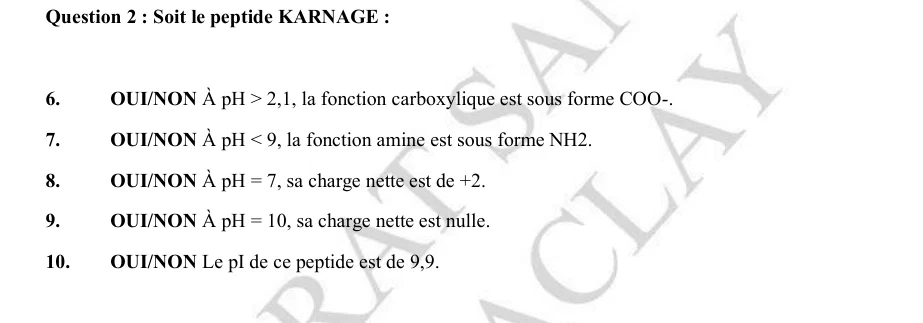 Question 2 : Soit le peptide KARNAGE :
6. OUI/NON À pH > 2,1, la fonction carboxylique est sous forme COO-.
7. OUI/NON À pH < 9, la fonction amine est sous forme NH2.
8. OUI/NON À pH = 7, sa charge nette est de +2.
9. OUI/NON À pH = 10, sa charge nette est nulle.
10. OUI/NON Le pI de ce peptide est de 9,9.